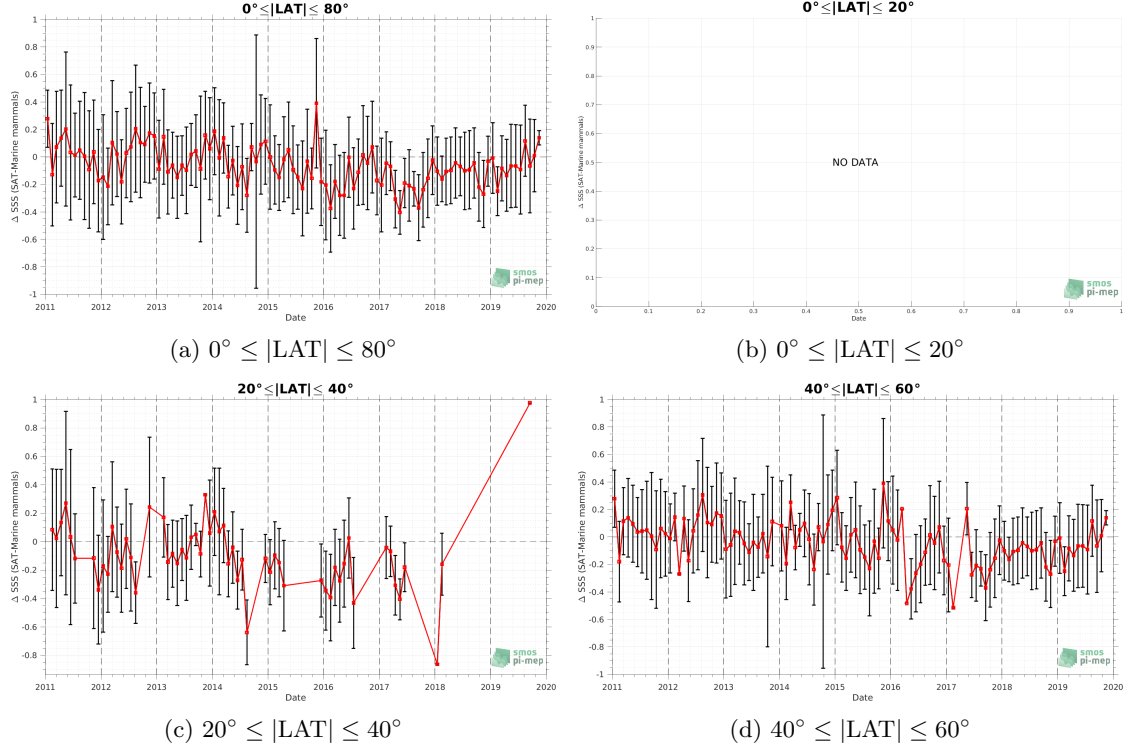 0°≤|LAT|≤ 80°
Δ SSS (SAT-Marine mammals)
1
0.8
0.6
0.4
0.2
0
-0.2
-0.4
-0.6
-0.8
-1
2011 2012 2013 2014 2015 2016 2017 2018 2019 2020
Date
smos
pi-mep
(a) 0° ≤ |LAT| ≤ 80°
0°≤|LAT|≤ 20°
Δ SSS (SAT-Marine mammals)
1
0.9
0.8
0.7
0.6
0.5
0.4
0.3
0.2
0.1
0
NO DATA
0 0.1 0.2 0.3 0.4 0.5 0.6 0.7 0.8 0.9 1
Date
smos
pi-mep
(b) 0° ≤ |LAT| ≤ 20°
20°≤|LAT|≤ 40°
Δ SSS (SAT-Marine mammals)
1
0.8
0.6
0.4
0.2
0
-0.2
-0.4
-0.6
-0.8
2011 2012 2013 2014 2015 2016 2017 2018 2019 2020
Date
smos
pi-mep
(c) 20° ≤ |LAT| ≤ 40°
40°≤|LAT|≤ 60°
Δ SSS (SAT-Marine mammals)
1
0.8
0.6
0.4
0.2
0
-0.2
-0.4
-0.6
-0.8
-1
2011 2012 2013 2014 2015 2016 2017 2018 2019 2020
Date
smos
pi-mep
(d) 40° ≤ |LAT| ≤ 60°